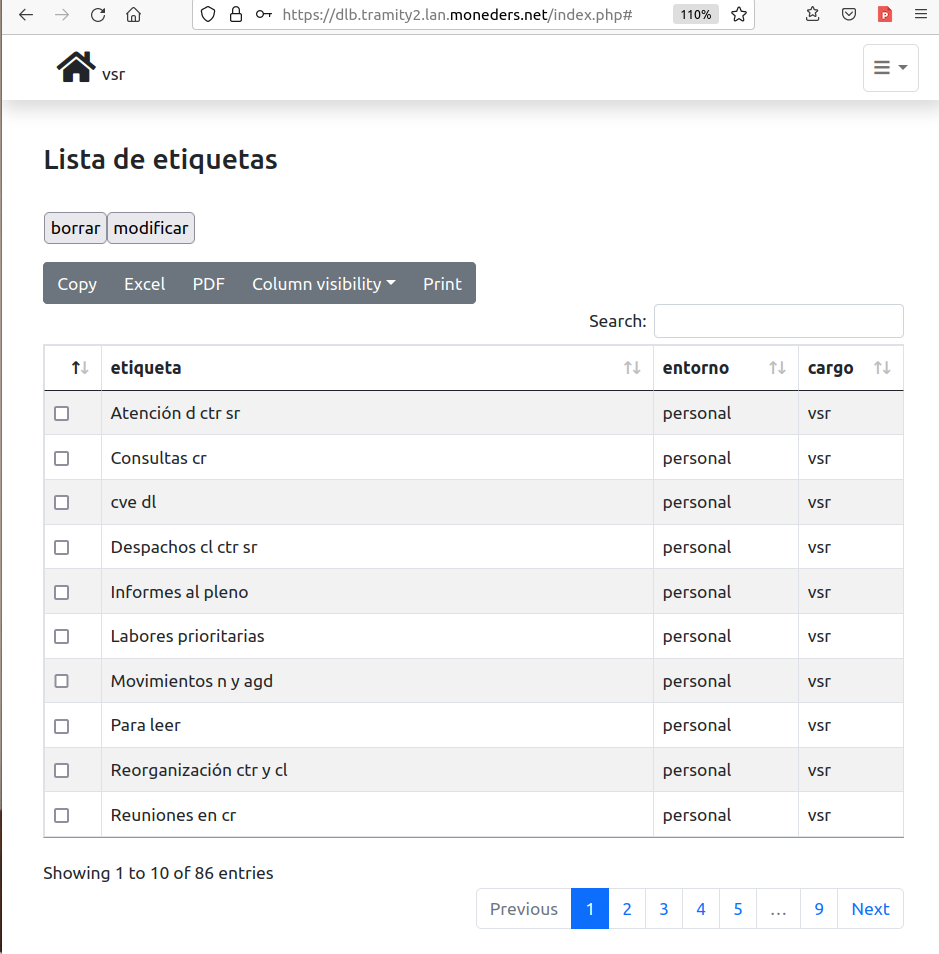 https://dlb.tramity2.lan.moneders.net/index.php# 110%
vsr
Lista de etiquetas
borrar modificar
Copy Excel PDF Column visibility Print
Search:
etiqueta entorno cargo
Atención d ctr sr personal vsr
Consultas cr personal vsr
cve dl personal vsr
Despachos cl ctr sr personal vsr
Informes al pleno personal vsr
Labores prioritarias personal vsr
Movimientos n y agd personal vsr
Para leer personal vsr
Reorganización ctr y cl personal vsr
Reuniones en cr personal vsr
Showing 1 to 10 of 86 entries
Previous 1 2 3 4 5 … 9 Next